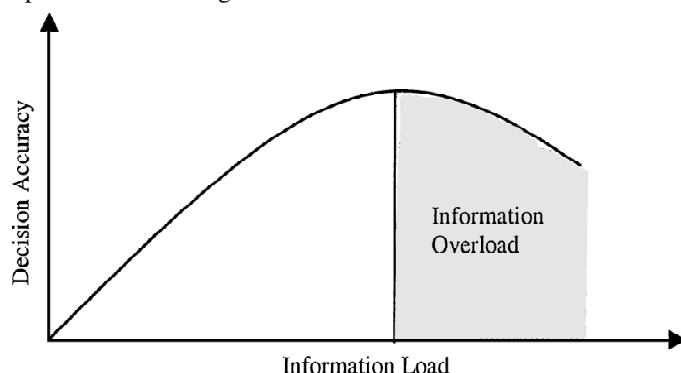 Decision Accuracy
Information
Overload
Information Load